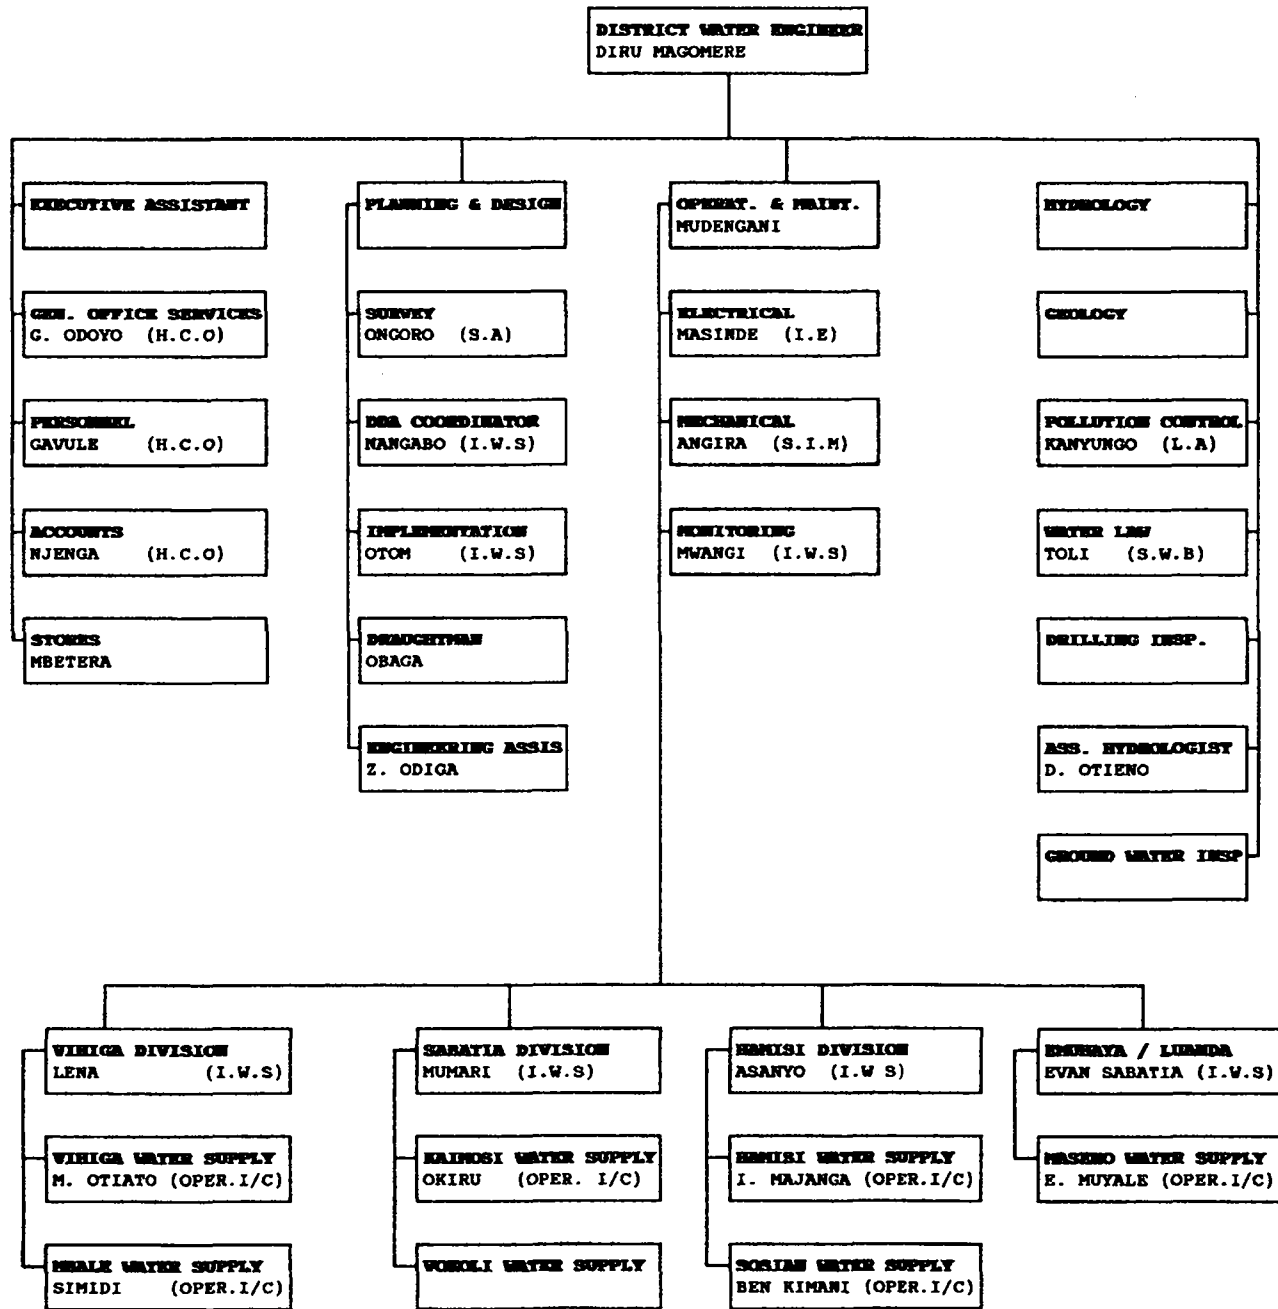 DISTRICT WATER ENGINEER
DIRU MAGOMERE
EXECUTIVE ASSISTANT
GEN. OFFICE SERVICES
G. ODOYO (H.C.O)
PERSONNEL
GAVULE (H.C.O)
ACCOUNTS
NJENGA (H.C.O)
STORES
MBETERA
PLANNING & DESIGN
SURVEY
ONGORO (S.A)
DDA COORDINATOR
NANGABO (I.W.S)
IMPLEMENTATION
OTOM (I.W.S)
DRAUGHTMAN
OBAGA
ENGINEERING ASSIS
Z. ODIGA
OPERAT. & MAINT.
MUDENGANI
ELECTRICAL
MASINDE (I.E)
MECHANICAL
ANGIRA (S.I.M)
MONITORING
MWANGI (I.W.S)
HYDROLOGY
GEOLOGY
POLLUTION CONTROL
KANYUNGO (L.A)
WATER LAW
TOLI (S.W.B)
DRILLING INSP.
ASS. HYDROLOGIST
D. OTIENO
GROUND WATER INSP
VIHIGA DIVISION
LENA (I.W.S)
VIHIGA WATER SUPPLY
M. OTIATO (OPER.I/C)
MBALE WATER SUPPLY
SIMIDI (OPER.I/C)
SABATIA DIVISION
MUMARI (I.W.S)
KAIMOSI WATER SUPPLY
OKIRU (OPER. I/C)
VOKOLI WATER SUPPLY
HAMISI DIVISION
ASANYO (I.W S)
HAMISI WATER SUPPLY
I. MAJANGA (OPER.I/C)
SOSIAN WATER SUPPLY
BEN KIMANI (OPER.I/C)
EMUHAYA / LUANDA
EVAN SABATIA (I.W.S)
MASENO WATER SUPPLY
E. MUYALE (OPER.I/C)